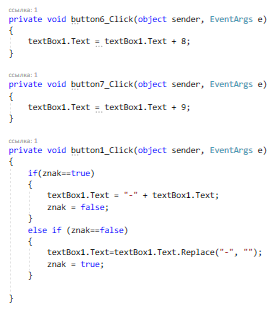 ссылка: 1
private void button6_Click(object sender, EventArgs e)
{
textBox1.Text = textBox1.Text + 8;
}
ссылка: 1
private void button7_Click(object sender, EventArgs e)
{
textBox1.Text = textBox1.Text + 9;
}
ссылка: 1
private void button1_Click(object sender, EventArgs e)
{
if(znak==true)
{
textBox1.Text = "-" + textBox1.Text;
znak = false;
}
else if (znak==false)
{
textBox1.Text=textBox1.Text.Replace("-", "");
znak = true;
}
}